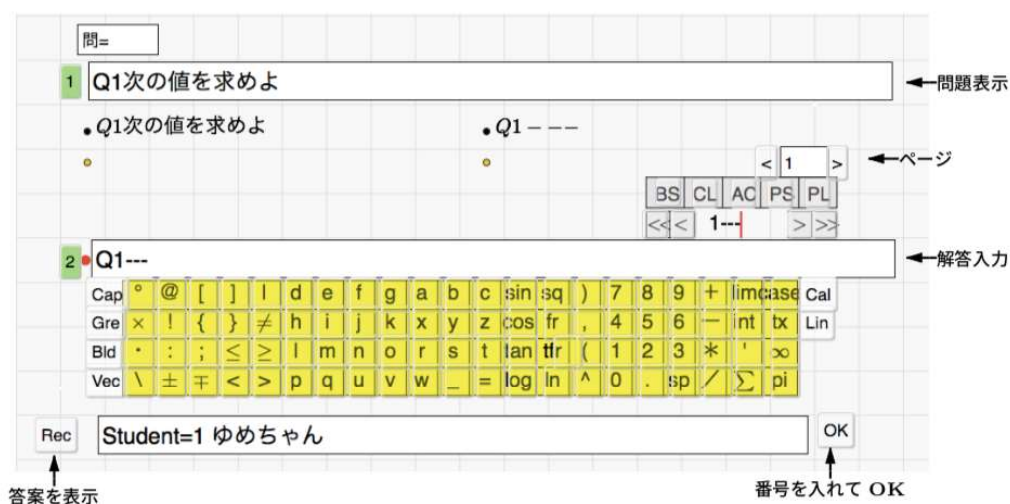 問=
1 Q1次の値を求めよ 問題表示
• Q1次の値を求めよ • Q1 − − −
< 1 > ページ
BS CL AC PS PL
<< < 1--- > >>
2 Q1--- 解答入力
Cap ° @ [ ] | d e f g a b c sin sq ) 7 8 9 + lim case Cal
Gre × ! { } ≠ h i j k x y z cos fr , 4 5 6 − int tx Lin
Bld · : ; ≤ ≥ l m n o r s t tan tfr ( 1 2 3 * ' ∞
Vec \ ± ∓ < > p q u v w _ = log ln ^ 0 . sp / ∑ pi
Rec Student=1 ゆめちゃん OK
答案を表示 番号を入れて OK